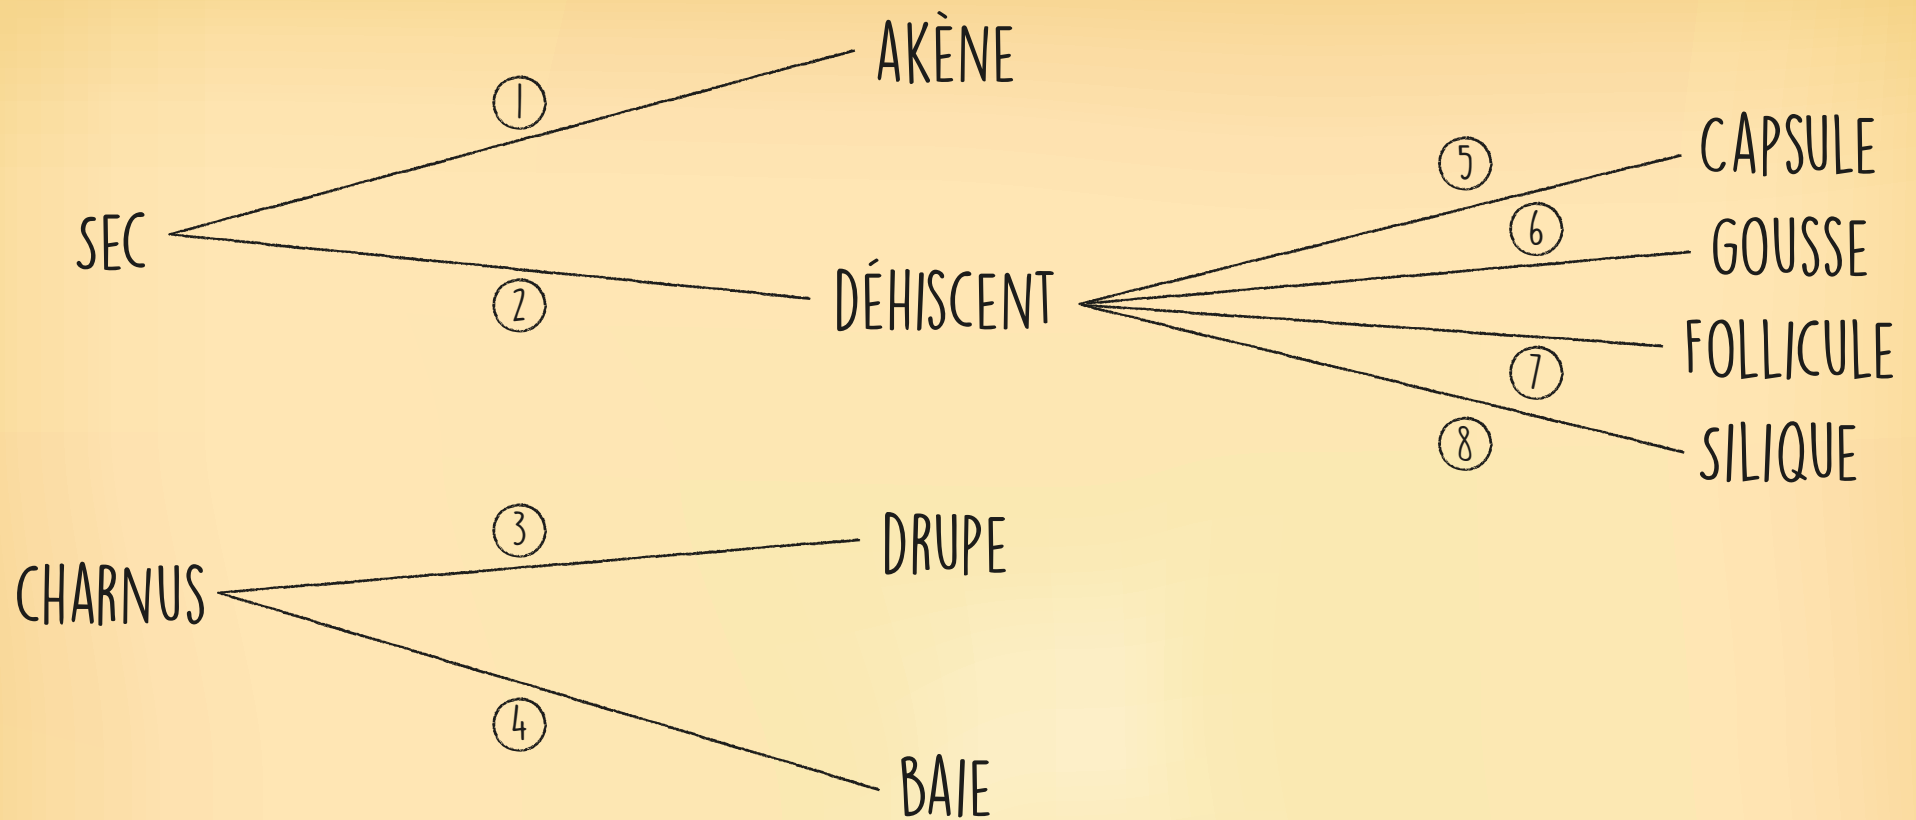 AKÈNE
1
5
CAPSULE
SEC
6
GOUSSE
2
DÉHISCENT
FOLLICULE
7
8
SILIQUE
3
DRUPE
CHARNUS
4
BAIE